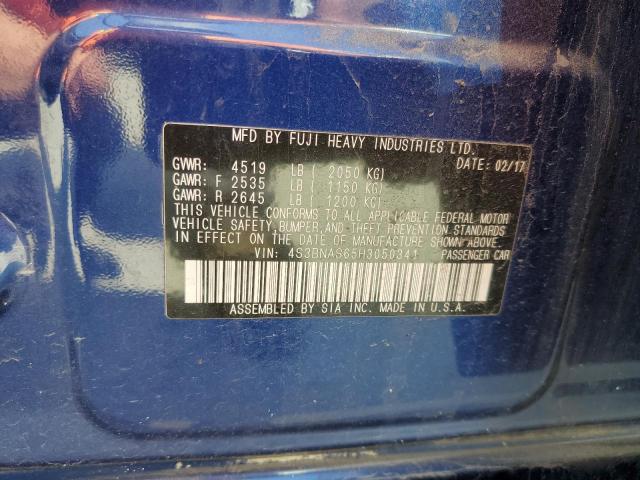 MFD BY FUJI HEAVY INDUSTRIES LTD.
GVWR: 4519 LB ( 2050 KG) DATE: 02/17
GAWR: F 2535 LB ( 1150 KG)
GAWR: R 2645 LB ( 1200 KG)
THIS VEHICLE CONFORMS TO ALL APPLICABLE FEDERAL MOTOR
VEHICLE SAFETY, BUMPER, AND THEFT PREVENTION STANDARDS
IN EFFECT ON THE DATE OF MANUFACTURE SHOWN ABOVE.
VIN: 4S3BNAS65H3050341 PASSENGER CAR
ASSEMBLED BY SIA INC. MADE IN U.S.A.